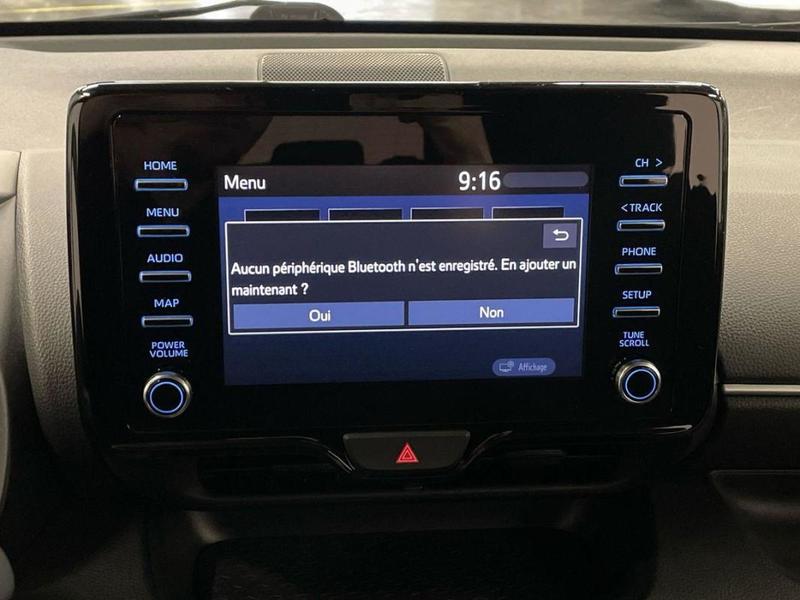 HOME
MENU
AUDIO
MAP
POWER
VOLUME
Menu 9:16
Aucun périphérique Bluetooth n'est enregistré. En ajouter un
maintenant ?
Oui Non
Affichage
CH >
< TRACK
PHONE
SETUP
TUNE
SCROLL